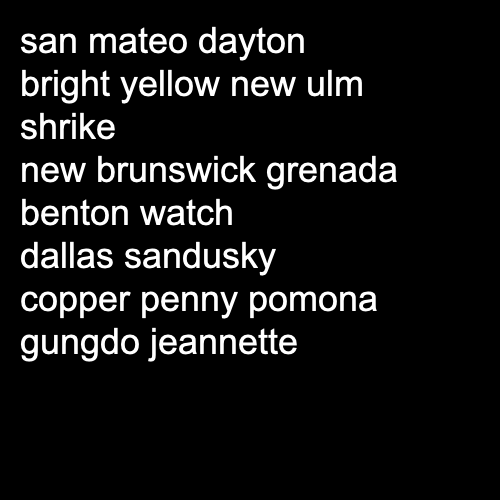 san mateo dayton
bright yellow new ulm
shrike
new brunswick grenada
benton watch
dallas sandusky
copper penny pomona
gungdo jeannette